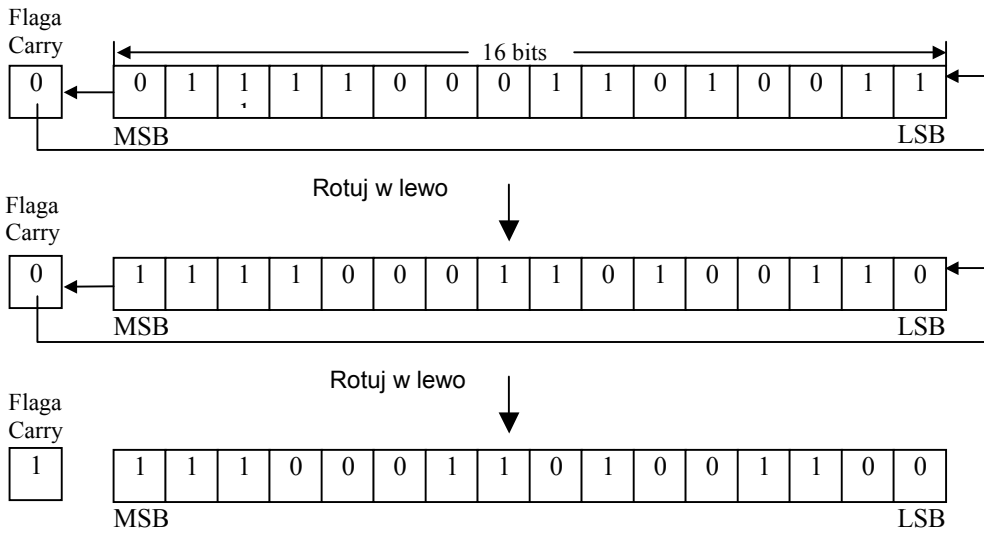 Flaga
Carry
16 bits
0 0 1 1 1 1 0 0 0 1 1 0 1 0 0 1 1
1
MSB LSB
Rotuj w lewo
Flaga
Carry
0 1 1 1 1 0 0 0 1 1 0 1 0 0 1 1 0
MSB LSB
Rotuj w lewo
Flaga
Carry
1 1 1 1 0 0 0 1 1 0 1 0 0 1 1 0 0
MSB LSB